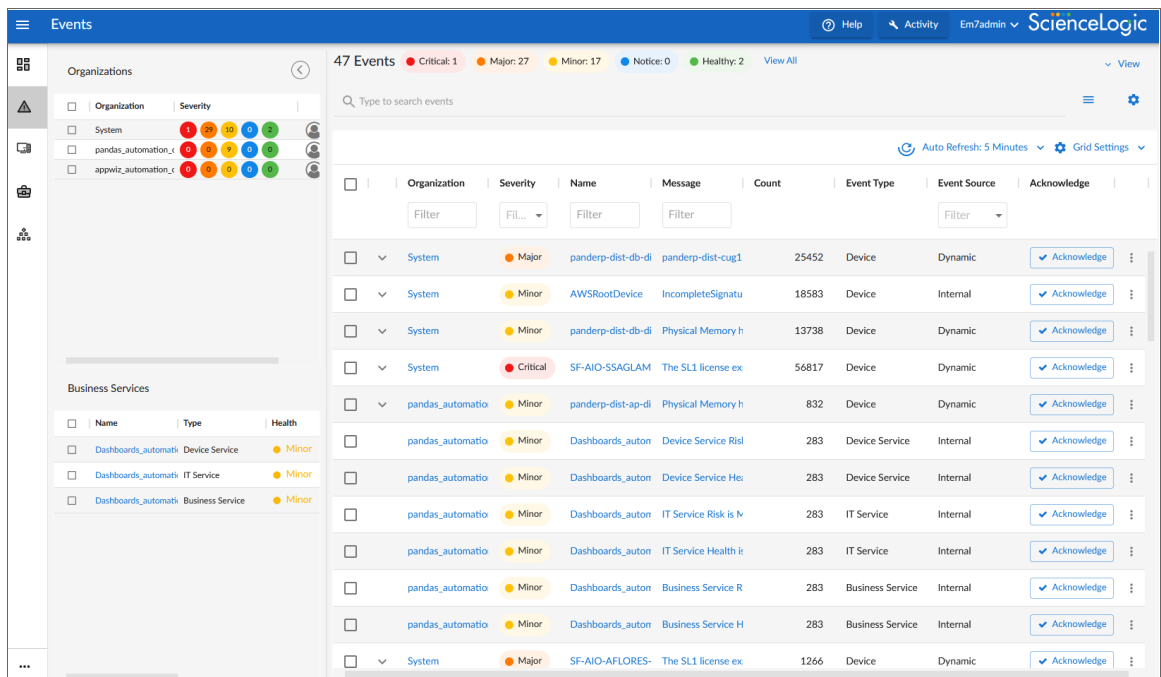 Events
Help
Activity
Em7admin
ScienceLogic
Organizations
Organization Severity
System 1 29 10 0 2
pandas_automation_c 0 0 9 0 0
appwiz_automation_c 0 0 0 0 0
Business Services
Name Type Health
Dashboards_automati Device Service Minor
Dashboards_automati IT Service Minor
Dashboards_automati Business Service Minor
47 Events Critical: 1 Major: 27 Minor: 17 Notice: 0 Healthy: 2 View All
View
Type to search events
Auto Refresh: 5 Minutes Grid Settings
Organization Severity Name Message Count Event Type Event Source Acknowledge
Filter Fil... Filter Filter Filter
System Major panderp-dist-db-di panderp-dist-cug1 25452 Device Dynamic Acknowledge
System Minor AWSRootDevice IncompleteSignatu 18583 Device Internal Acknowledge
System Minor panderp-dist-db-di Physical Memory h 13738 Device Dynamic Acknowledge
System Critical SF-AIO-SSAGLAM The SL1 license ex 56817 Device Dynamic Acknowledge
pandas_automatio Minor panderp-dist-ap-di Physical Memory h 832 Device Dynamic Acknowledge
pandas_automatio Minor Dashboards_autom Device Service Risl 283 Device Service Internal Acknowledge
pandas_automatio Minor Dashboards_autom Device Service Hea 283 Device Service Internal Acknowledge
pandas_automatio Minor Dashboards_autom IT Service Risk is M 283 IT Service Internal Acknowledge
pandas_automatio Minor Dashboards_autom IT Service Health is 283 IT Service Internal Acknowledge
pandas_automatio Minor Dashboards_autom Business Service R 283 Business Service Internal Acknowledge
pandas_automatio Minor Dashboards_autom Business Service H 283 Business Service Internal Acknowledge
System Major SF-AIO-AFLORES- The SL1 license ex 1266 Device Dynamic Acknowledge